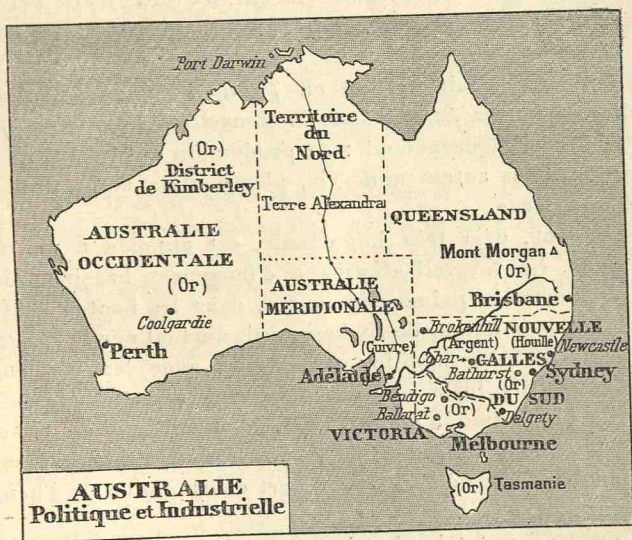 Port Darwin
Territoire
du
Nord
(Or)
District
de Kimberley
Terre Alexandra
AUSTRALIE
OCCIDENTALE
(Or)
Coolgardie
Perth
QUEENSLAND
Mont Morgan
(Or)
Brisbane
AUSTRALIE
MÉRIDIONALE
(Cuivre)
Adélaïde
Brokenhill
(Argent)
Cobar
NOUVELLE
(Houille)
Newcastle
GALLES
Bathurst
(Or)
Sydney
DU SUD
Bendigo
(Or)
Ballarat
Dalgety
VICTORIA
Melbourne
(Or)
Tasmanie
AUSTRALIE
Politique et Industrielle